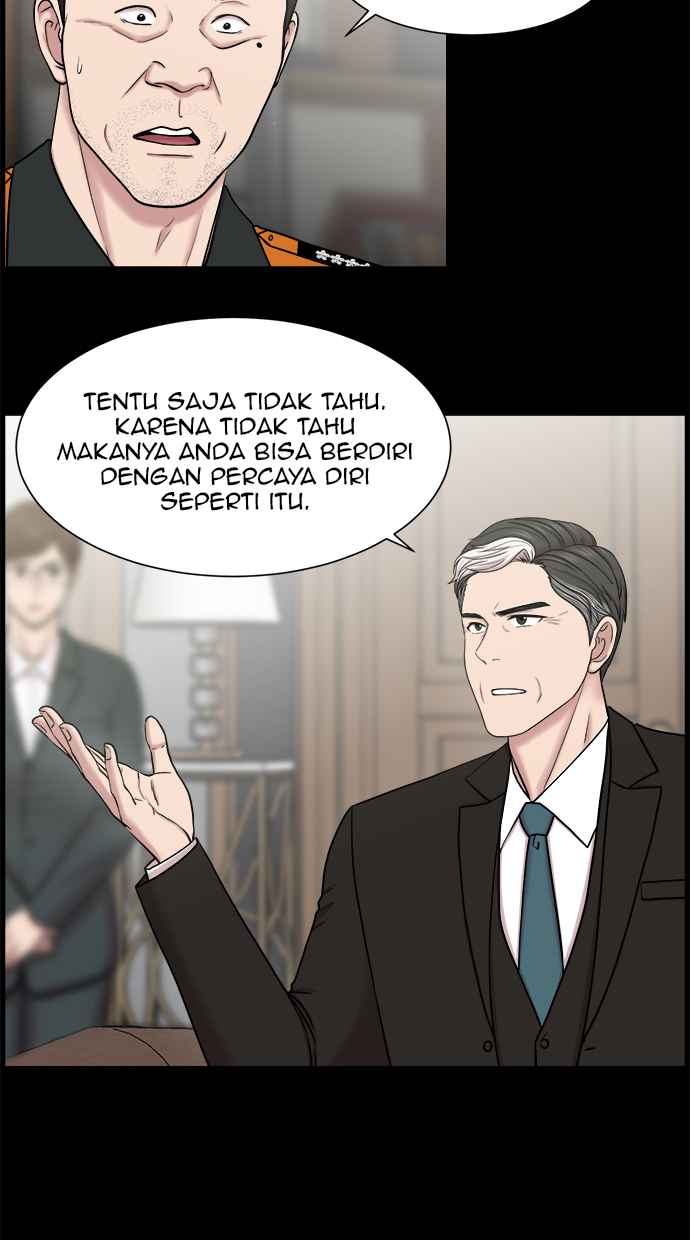 TENTU SAJA TIDAK TAHU.
KARENA TIDAK TAHU
MAKANYA ANDA BISA BERDIRI
DENGAN PERCAYA DIRI
SEPERTI ITU.